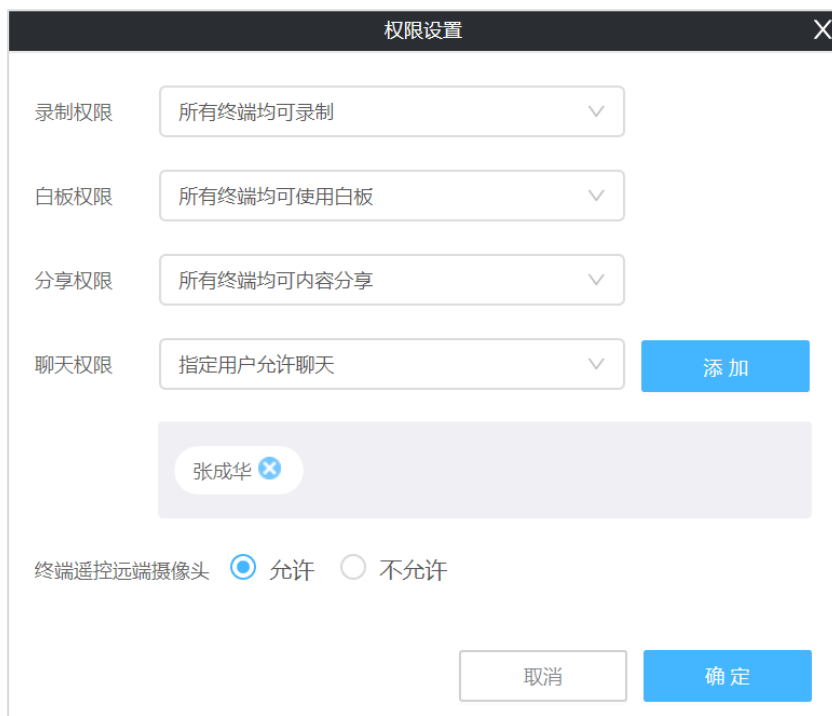 权限设置 X
录制权限 所有终端均可录制
白板权限 所有终端均可使用白板
分享权限 所有终端均可内容分享
聊天权限 指定用户允许聊天 添加
张成华
终端遥控远端摄像头 允许 不允许
取消 确定